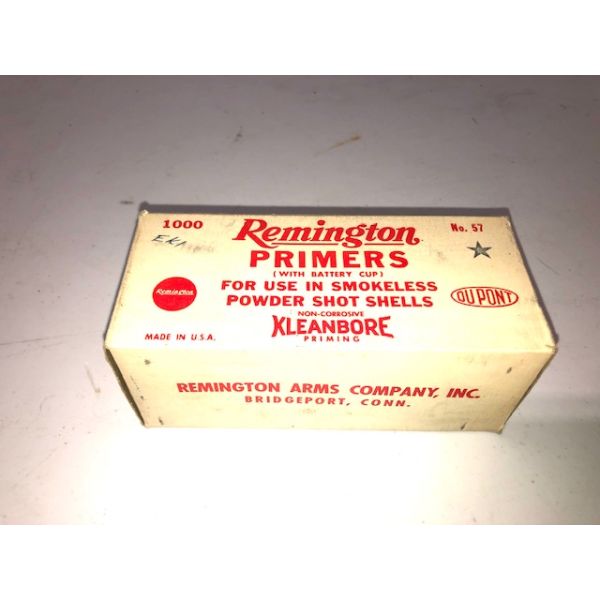 1000 Remington No. 57
PRIMERS
(WITH BATTERY CUP)
FOR USE IN SMOKELESS
POWDER SHOT SHELLS
Remington
DU PONT
NON-CORROSIVE
KLEANBORE
PRIMING
MADE IN U.S.A.
REMINGTON ARMS COMPANY, INC.
BRIDGEPORT, CONN.